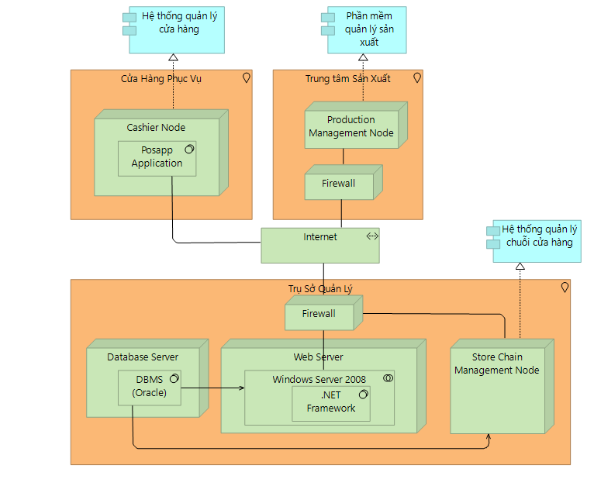 Hệ thống quản lý
cửa hàng
Phần mềm
quản lý sản
xuất
Cửa Hàng Phục Vụ
Trung tâm Sản Xuất
Cashier Node
Posapp
Application
Production
Management Node
Firewall
Internet
Hệ thống quản lý
chuỗi cửa hàng
Trụ Sở Quản Lý
Firewall
Database Server
DBMS
(Oracle)
Web Server
Windows Server 2008
.NET
Framework
Store Chain
Management Node